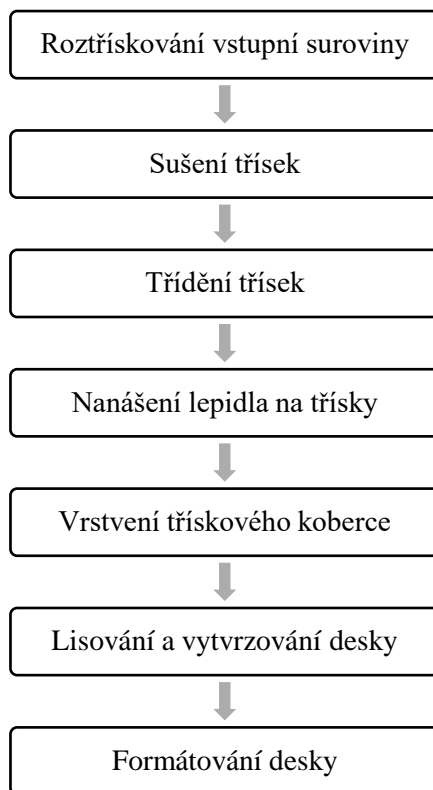 Roztřískování vstupní suroviny
Sušení třísek
Třídění třísek
Nanášení lepidla na třísky
Vrstvení třískového koberce
Lisování a vytvrzování desky
Formátování desky